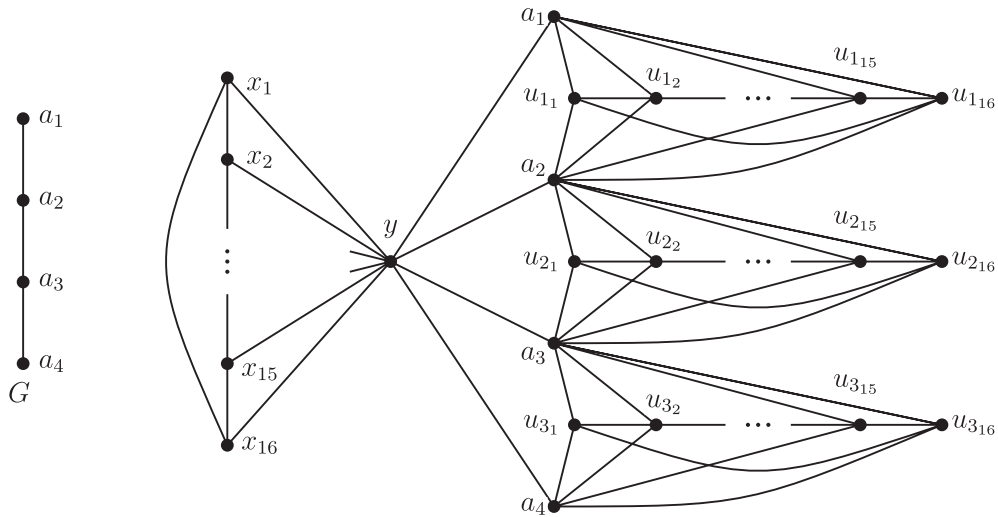 a₁
a₂
a₃
a₄
G
x₁
x₂
⋮
x₁₅
x₁₆
y
a₁
u₁₁
u₁₂
...
u₁₁₅
u₁₁₆
a₂
u₂₁
u₂₂
...
u₂₁₅
u₂₁₆
a₃
u₃₁
u₃₂
...
u₃₁₅
u₃₁₆
a₄